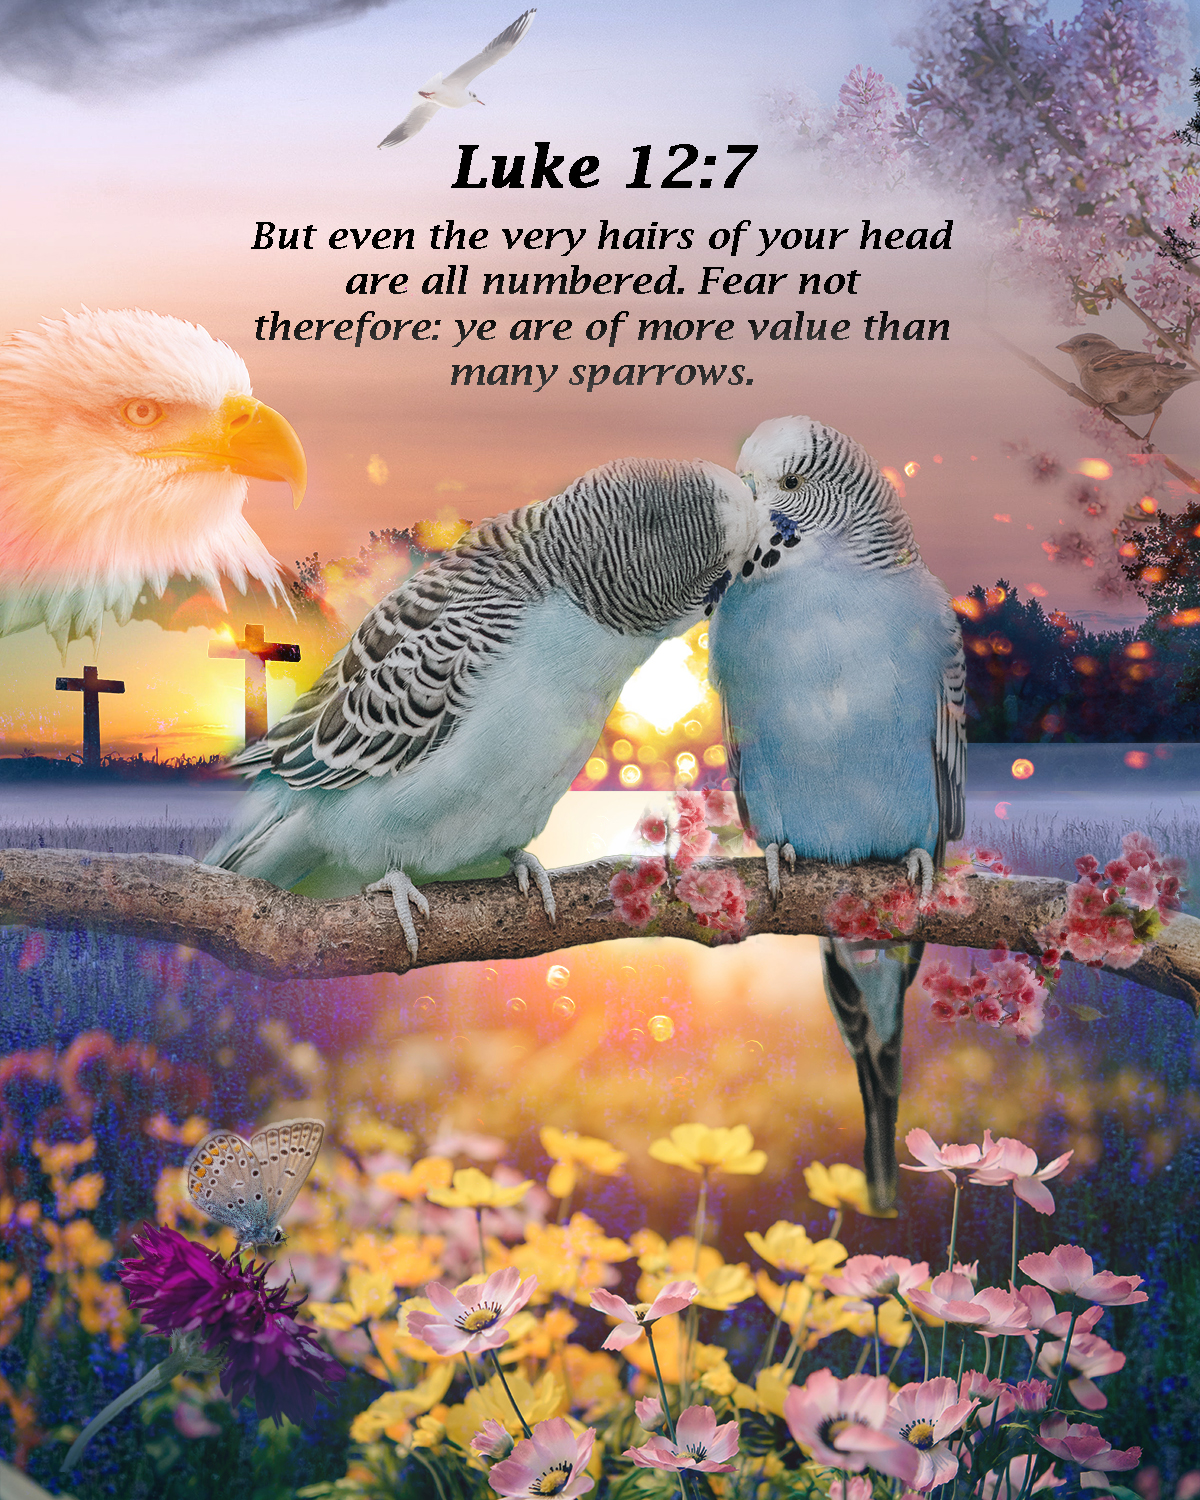 Luke 12:7
But even the very hairs of your head
are all numbered. Fear not
therefore: ye are of more value than
many sparrows.